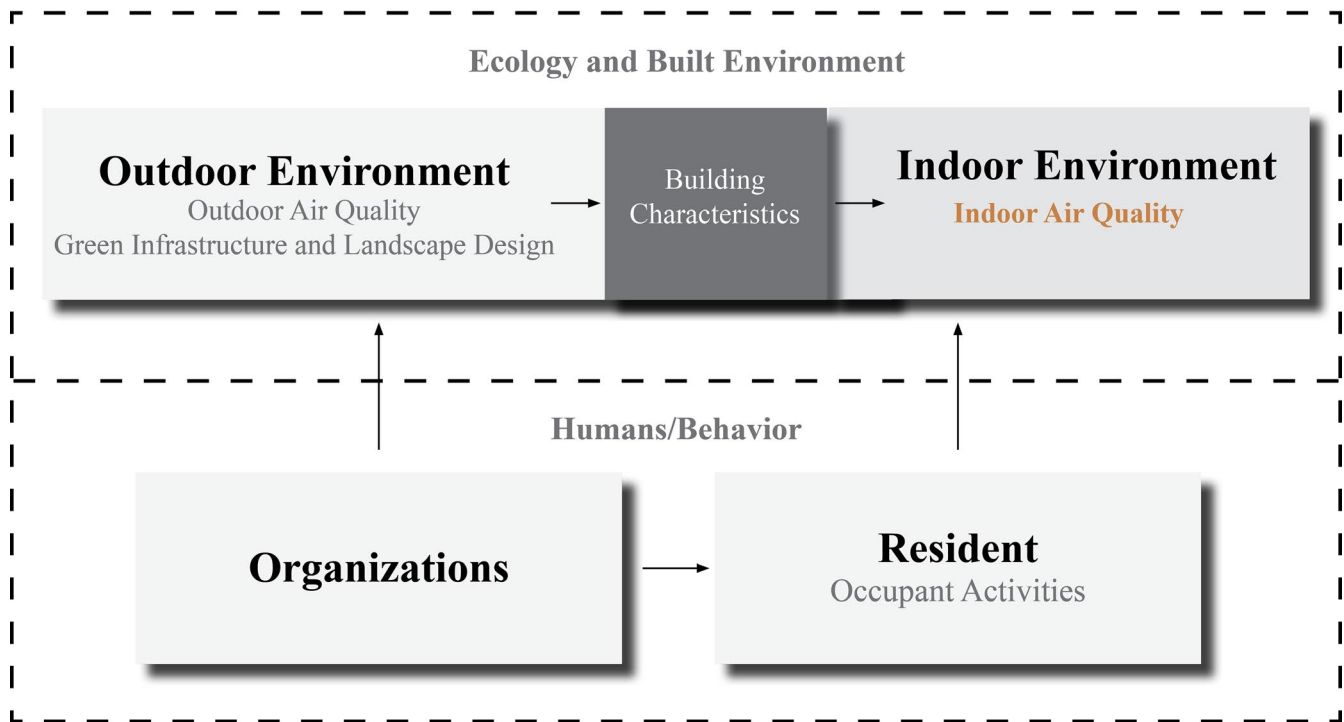 Ecology and Built Environment
Outdoor Environment
Outdoor Air Quality
Green Infrastructure and Landscape Design
Building
Characteristics
Indoor Environment
Indoor Air Quality
Humans/Behavior
Organizations
Resident
Occupant Activities